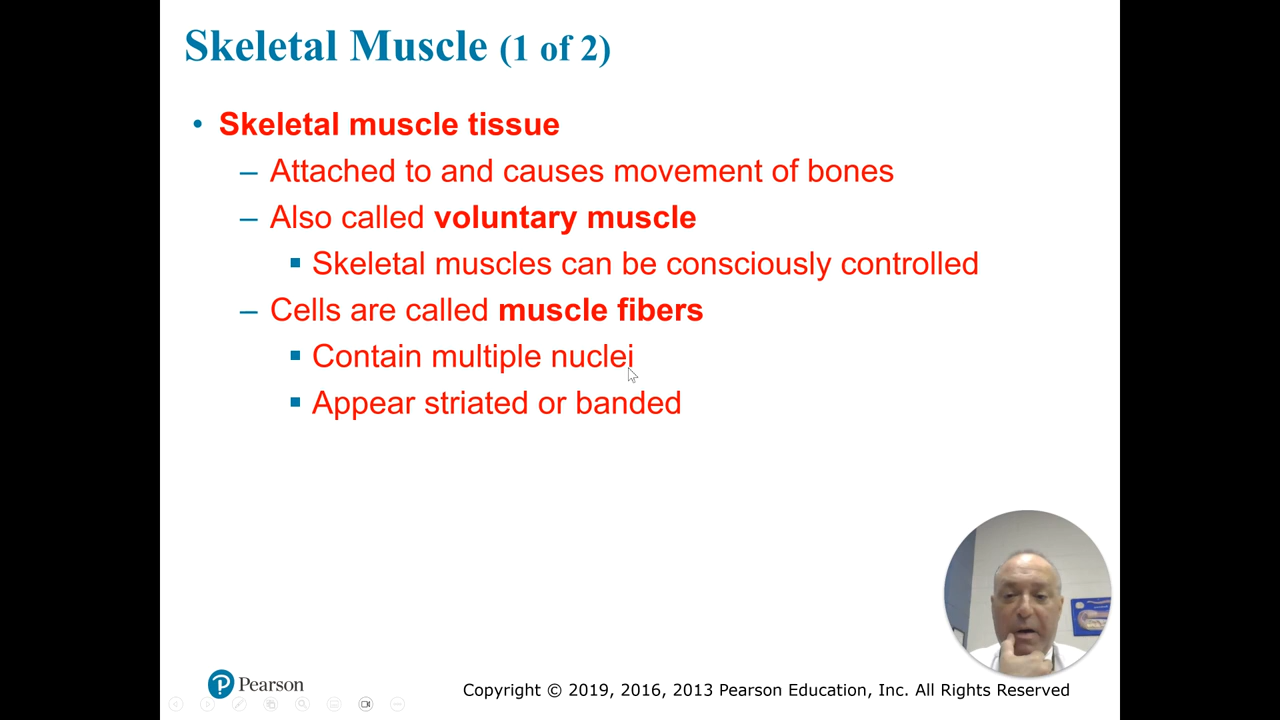 Skeletal Muscle (1 of 2)
• Skeletal muscle tissue
– Attached to and causes movement of bones
– Also called voluntary muscle
▪ Skeletal muscles can be consciously controlled
– Cells are called muscle fibers
▪ Contain multiple nuclei
▪ Appear striated or banded
Pearson
Copyright © 2019, 2016, 2013 Pearson Education, Inc. All Rights Reserved